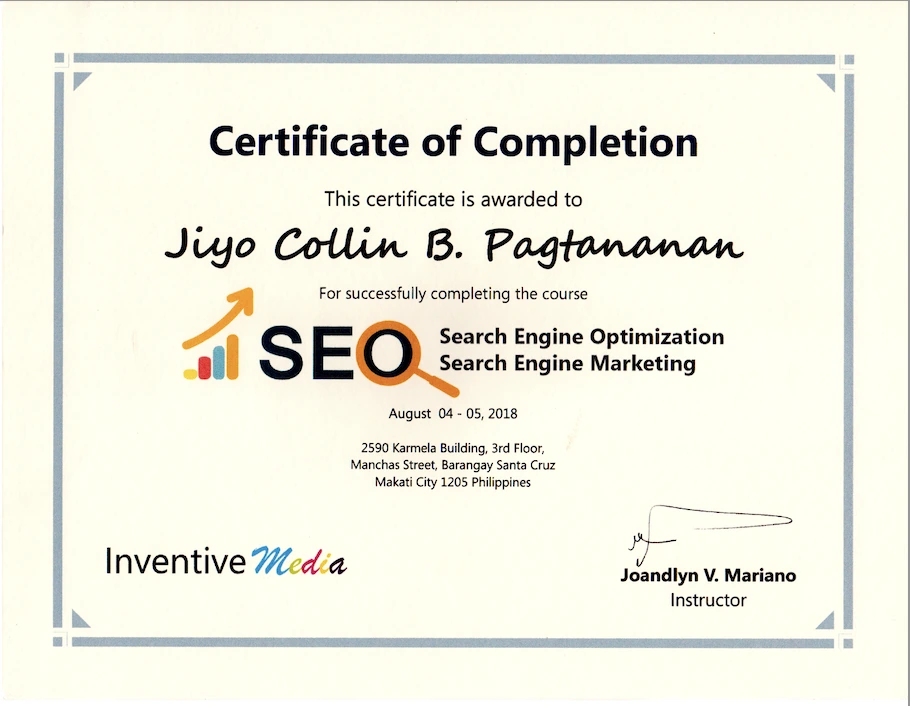 Certificate of Completion
This certificate is awarded to
Jiyo Collin B. Pagtananan
For successfully completing the course
SEO
Search Engine Optimization
Search Engine Marketing
August 04 - 05, 2018
2590 Karmela Building, 3rd Floor,
Manchas Street, Barangay Santa Cruz
Makati City 1205 Philippines
Inventive Media
Joandlyn V. Mariano
Instructor